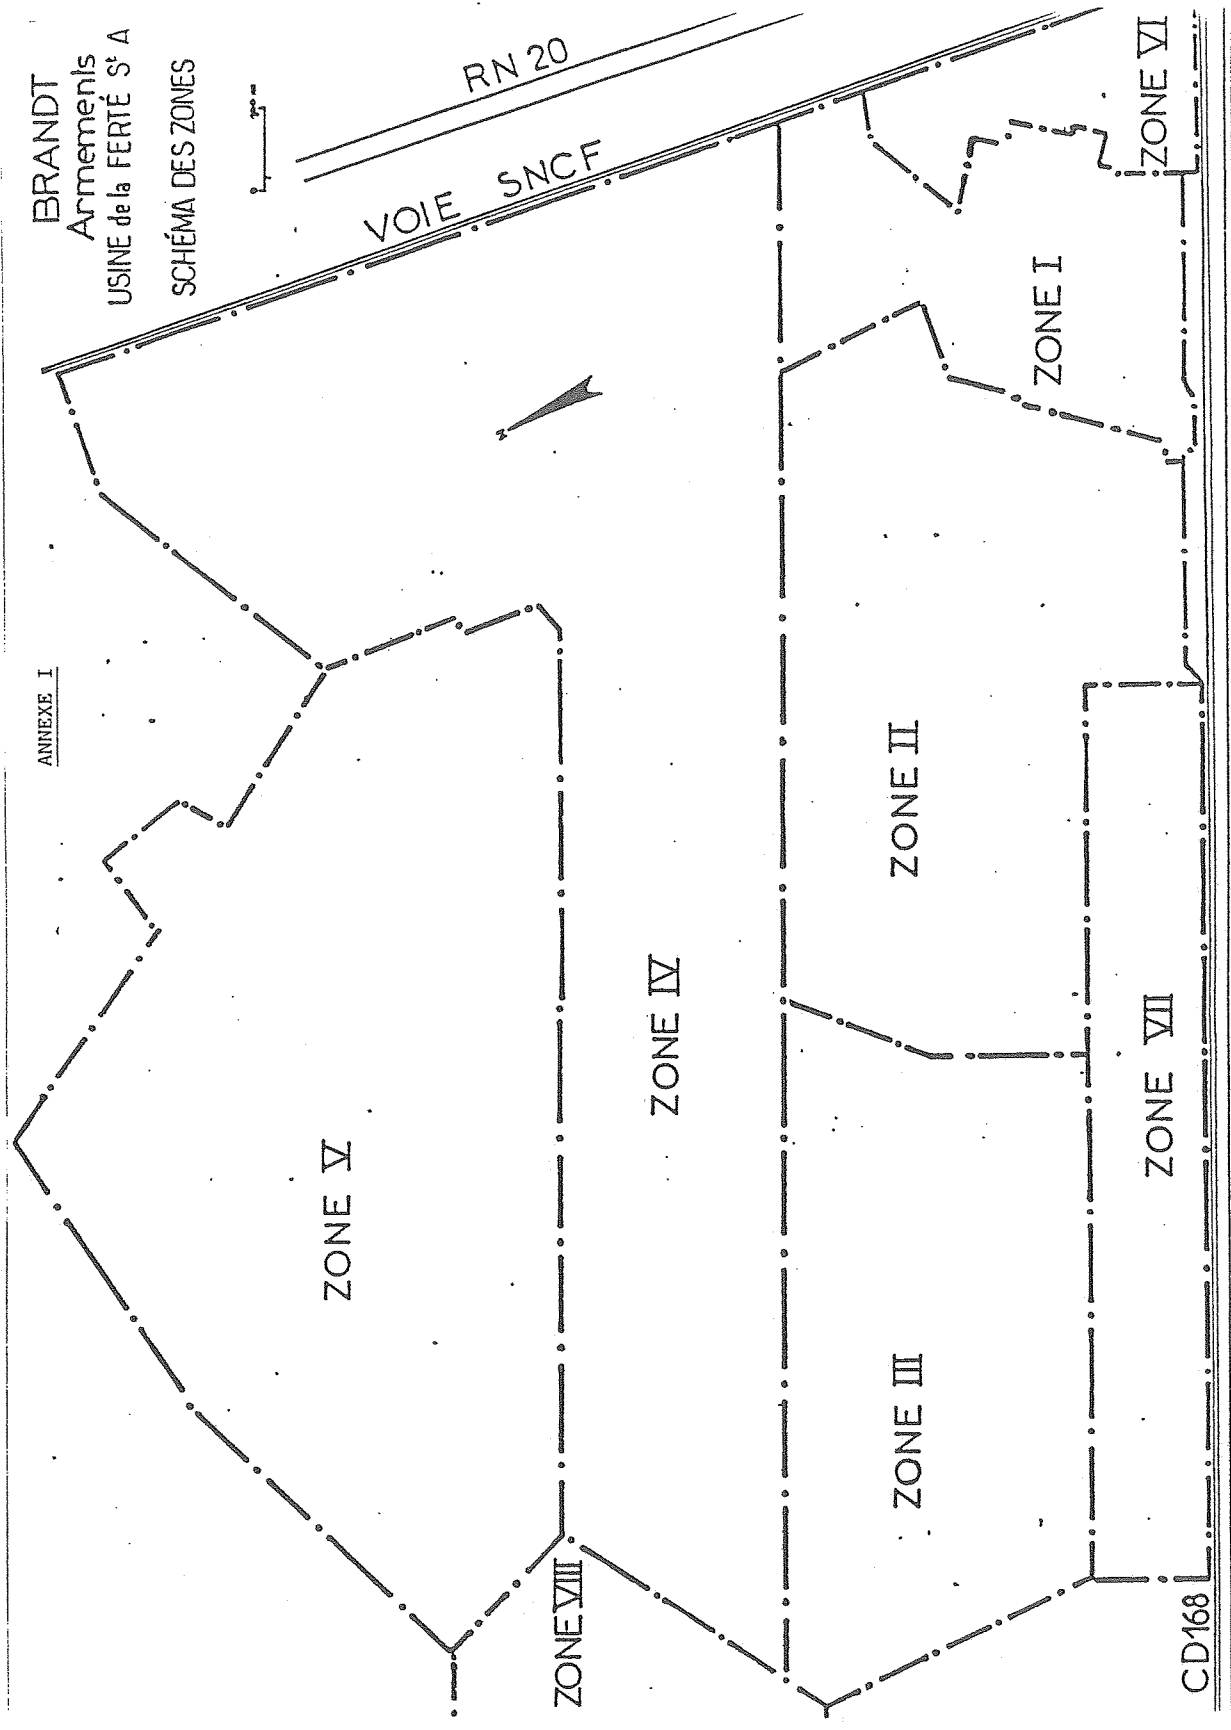 ANNEXE I
BRANDT
Armements
USINE de la FERTÉ St A
SCHÉMA DES ZONES
0
RN 20
VOIE SNCF
N
ZONE V
ZONE IV
ZONE VIII
ZONE III
ZONE II
ZONE I
ZONE VI
ZONE VII
CD168